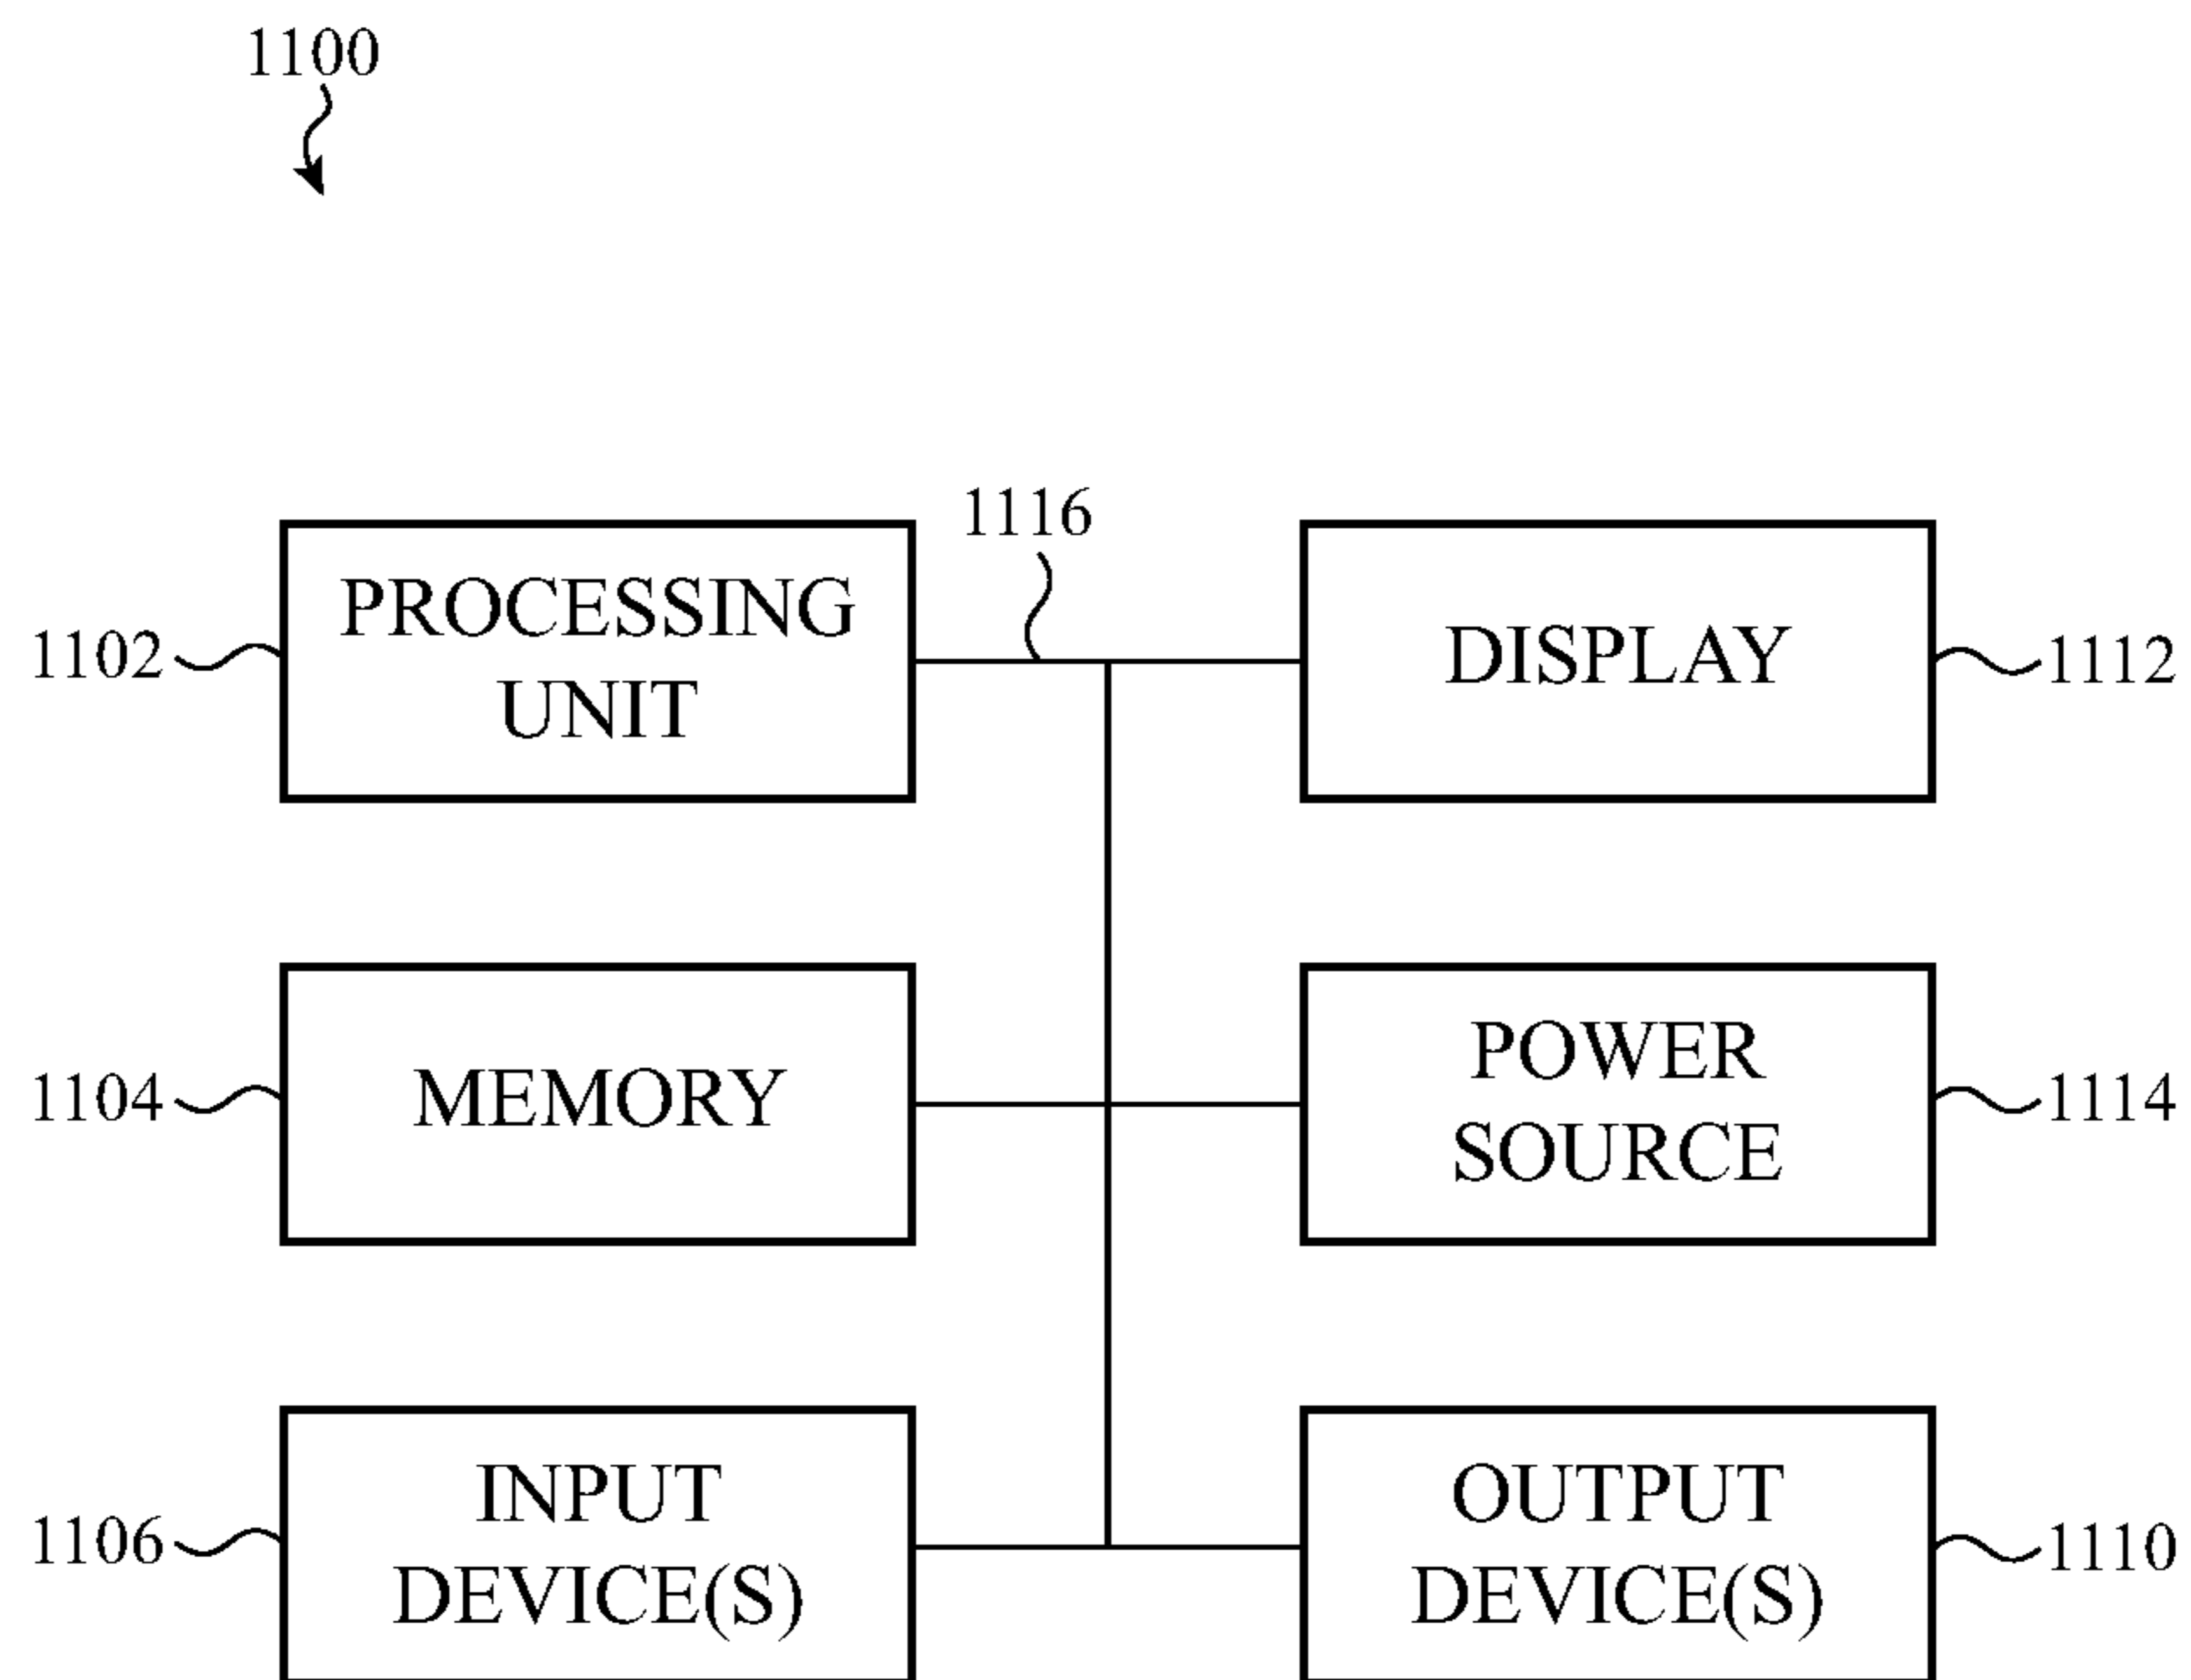 1100
1116
PROCESSING
UNIT
1102
DISPLAY
1112
MEMORY
1104
POWER
SOURCE
1114
INPUT
DEVICE(S)
1106
OUTPUT
DEVICE(S)
1110